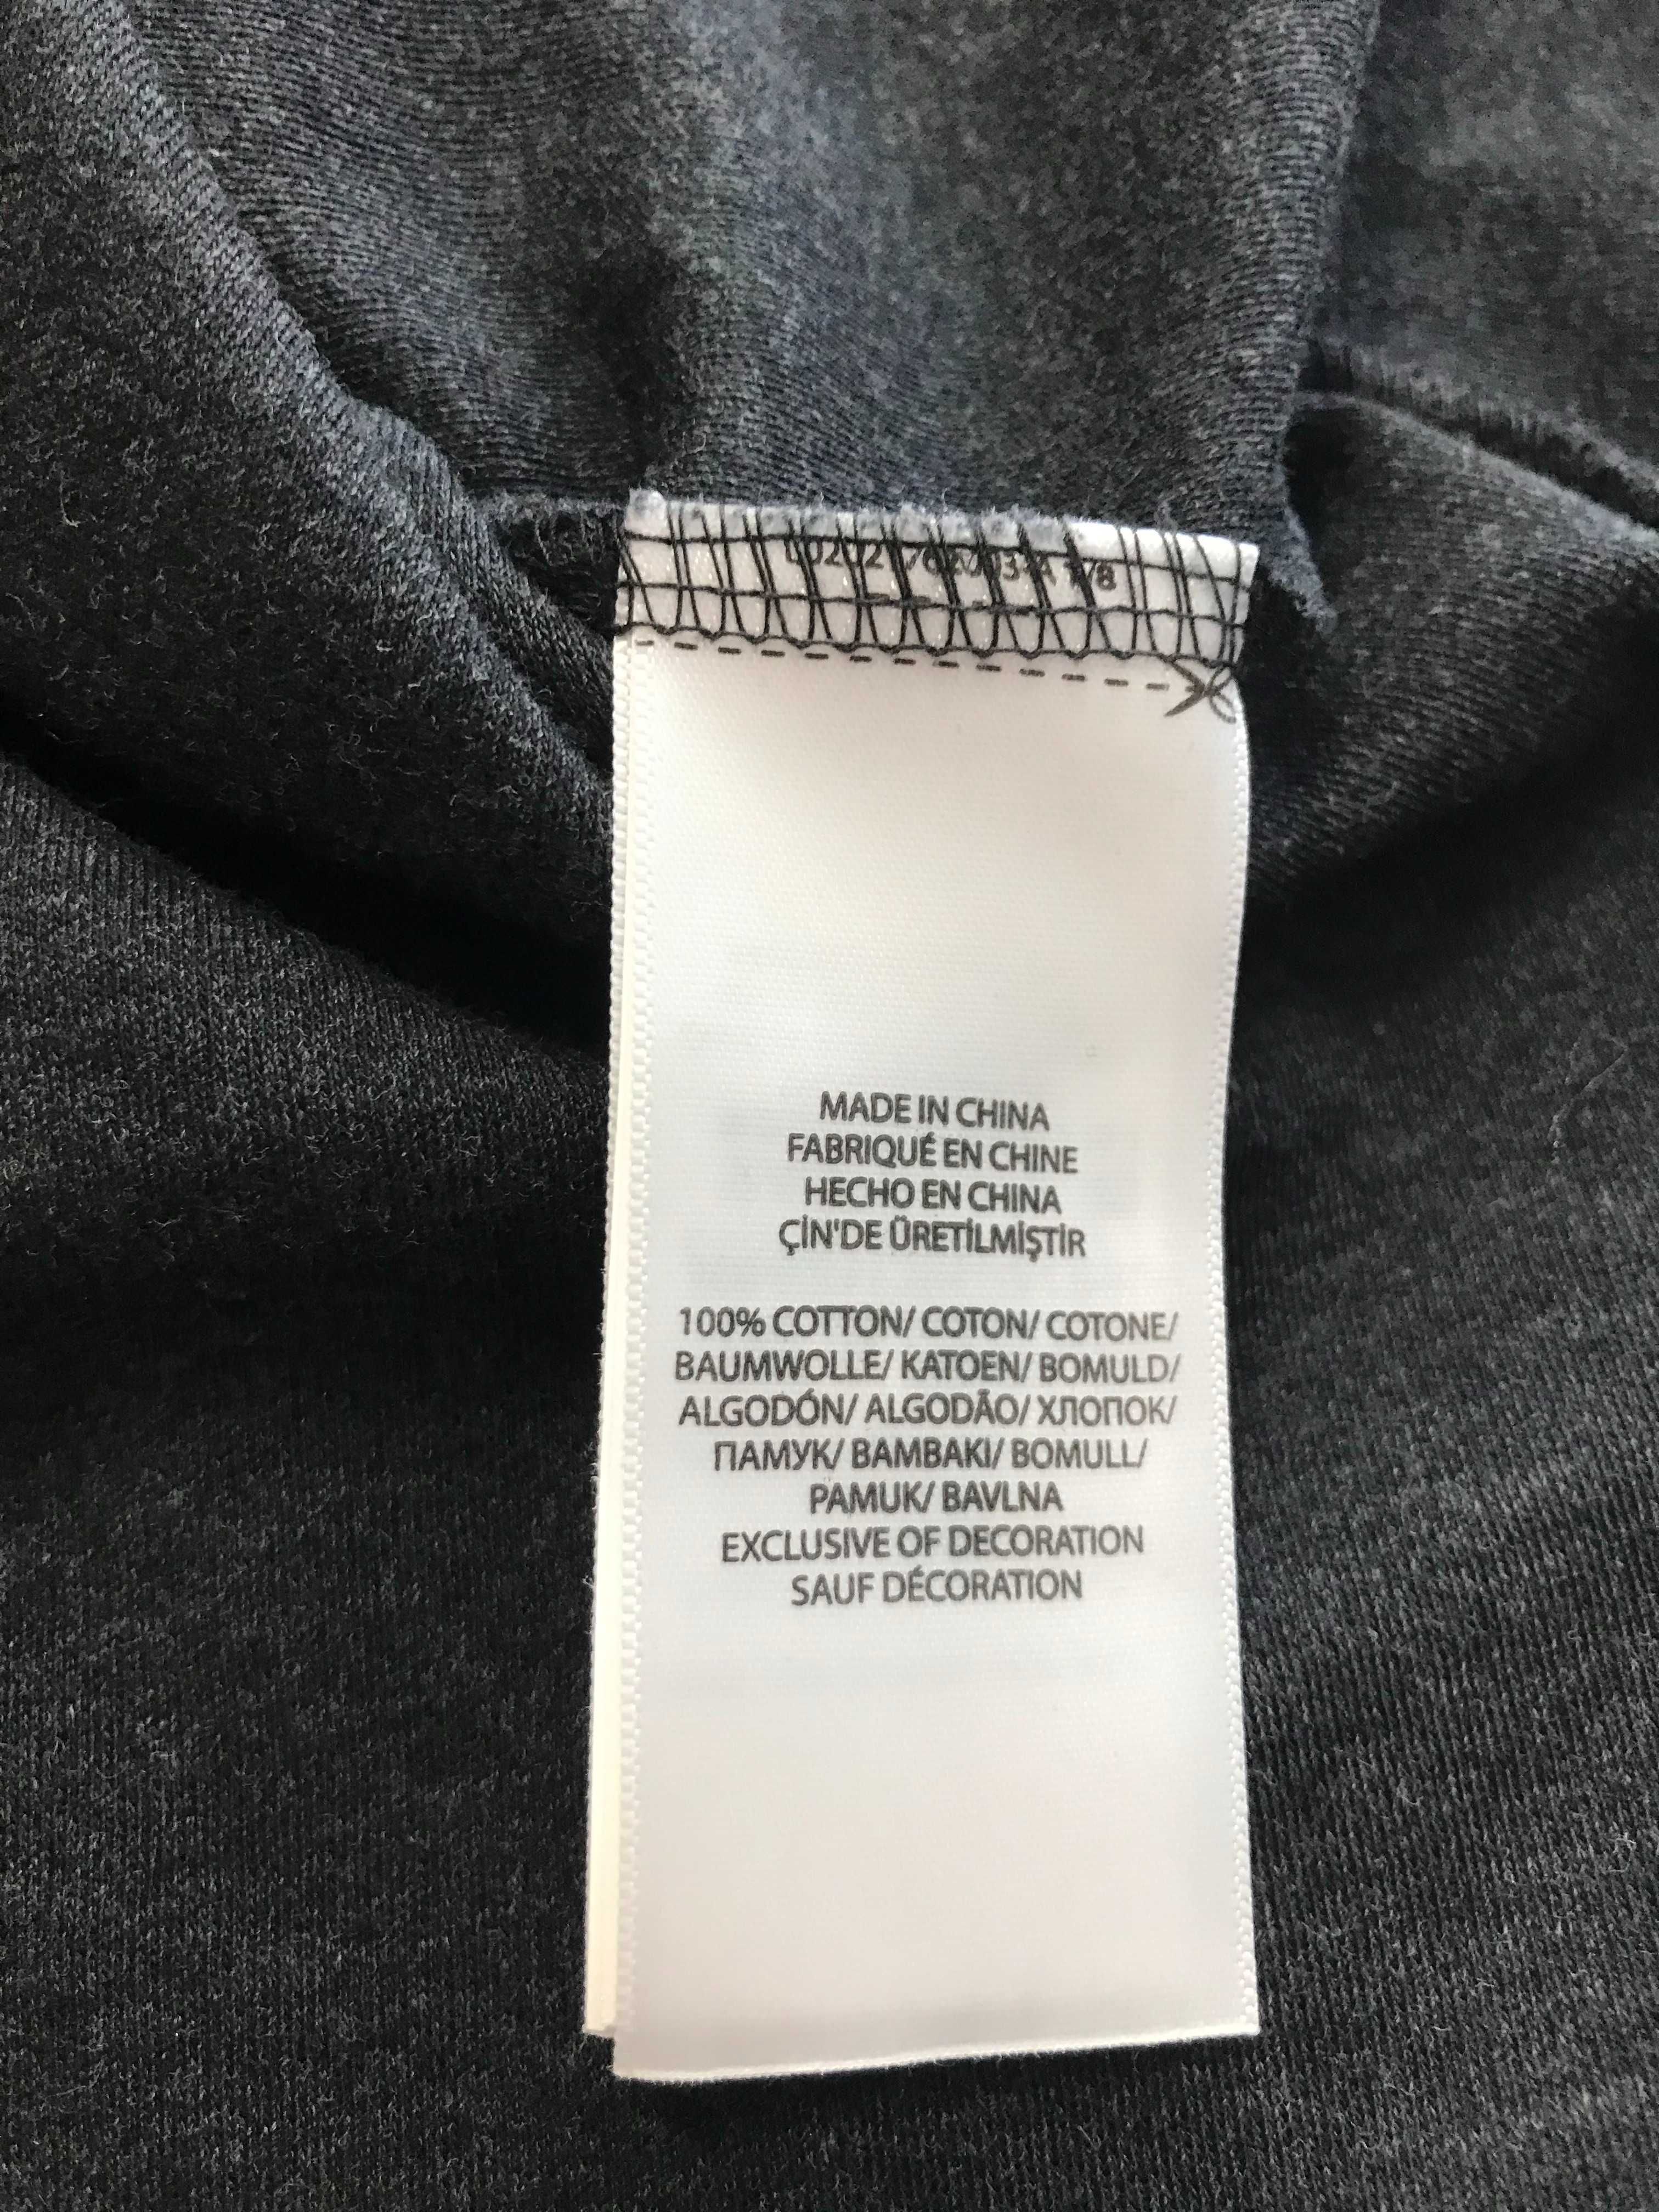 MADE IN CHINA
FABRIQUÉ EN CHINE
HECHO EN CHINA
ÇİN'DE ÜRETİLMİŞTİR
100% COTTON/ COTON/ COTONE/
BAUMWOLLE/ KATOEN/ BOMULD/
ALGODÓN/ ALGODÃO/ ХЛОПОК/
ПАМУК/ BAMBAKI/ BOMULL/
PAMUK/ BAVLNA
EXCLUSIVE OF DECORATION
SAUF DÉCORATION